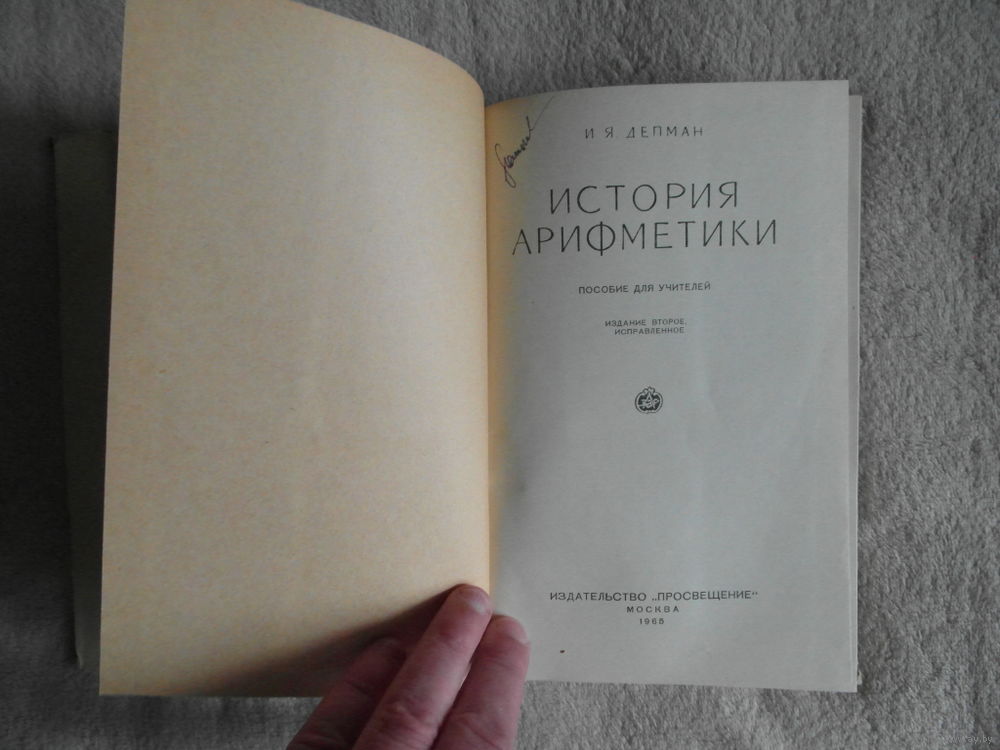 И. Я. ДЕПМАН
ИСТОРИЯ
АРИФМЕТИКИ
ПОСОБИЕ ДЛЯ УЧИТЕЛЕЙ
ИЗДАНИЕ ВТОРОЕ,
ИСПРАВЛЕННОЕ
ИЗДАТЕЛЬСТВО „ПРОСВЕЩЕНИЕ“
МОСКВА
1965